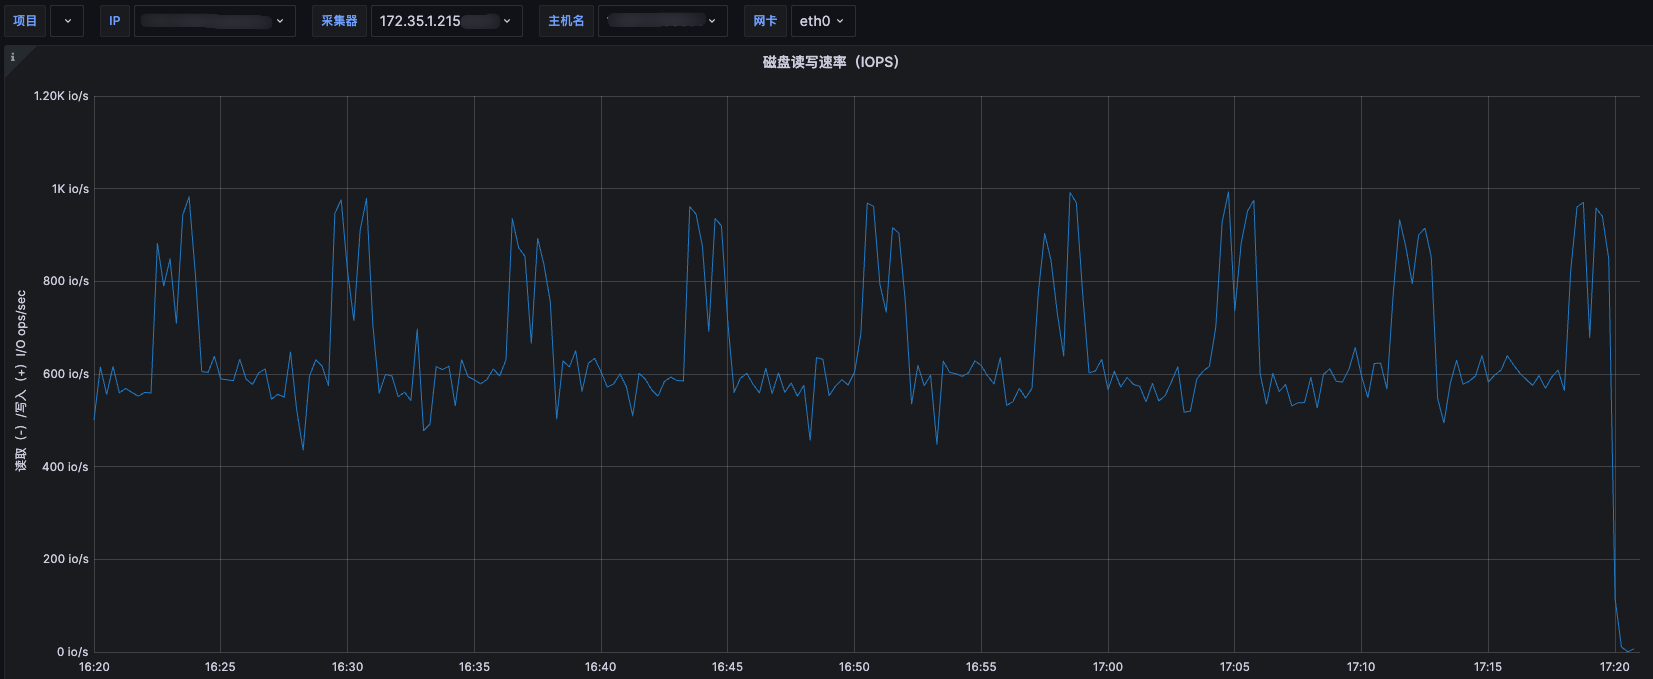 项目 IP 采集器 172.35.1.215 主机名 网卡 eth0
i
磁盘读写速率（IOPS）
读取（-）/写入（+）I/O ops/sec
1.20K io/s
1K io/s
800 io/s
600 io/s
400 io/s
200 io/s
0 io/s
16:20 16:25 16:30 16:35 16:40 16:45 16:50 16:55 17:00 17:05 17:10 17:15 17:20